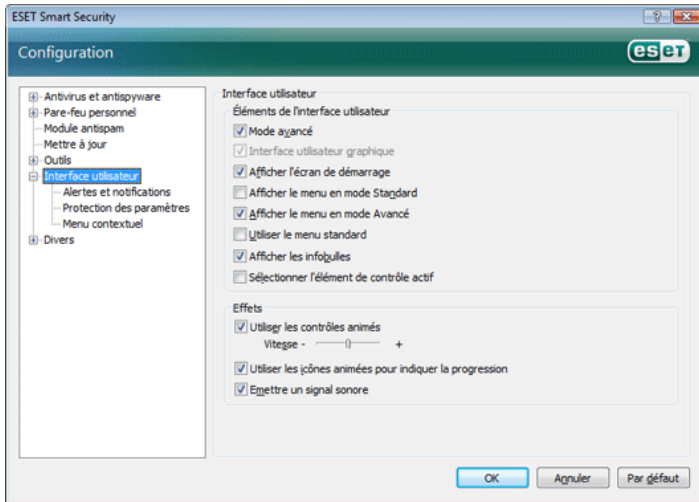 ESET Smart Security
Configuration
eseT
Antivirus et antispyware
Pare-feu personnel
Module antispam
Mettre à jour
Outils
Interface utilisateur
Alertes et notifications
Protection des paramètres
Menu contextuel
Divers
Interface utilisateur
Éléments de l'interface utilisateur
Mode avancé
Interface utilisateur graphique
Afficher l'écran de démarrage
Afficher le menu en mode Standard
Afficher le menu en mode Avancé
Utiliser le menu standard
Afficher les infobulles
Sélectionner l'élément de contrôle actif
Effets
Utiliser les contrôles animés
Vitesse - +
Utiliser les icônes animées pour indiquer la progression
Emettre un signal sonore
OK Annuler Par défaut